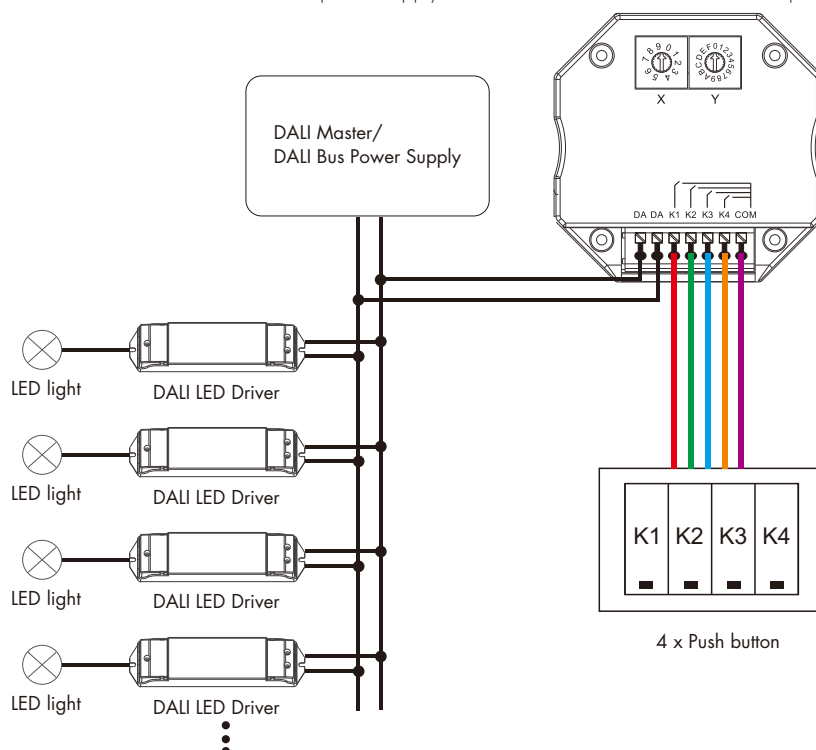 DALI Master/
DALI Bus Power Supply
X
Y
DA DA K1 K2 K3 K4 COM
LED light
DALI LED Driver
LED light
DALI LED Driver
LED light
DALI LED Driver
LED light
DALI LED Driver
K1 K2 K3 K4
4 x Push button